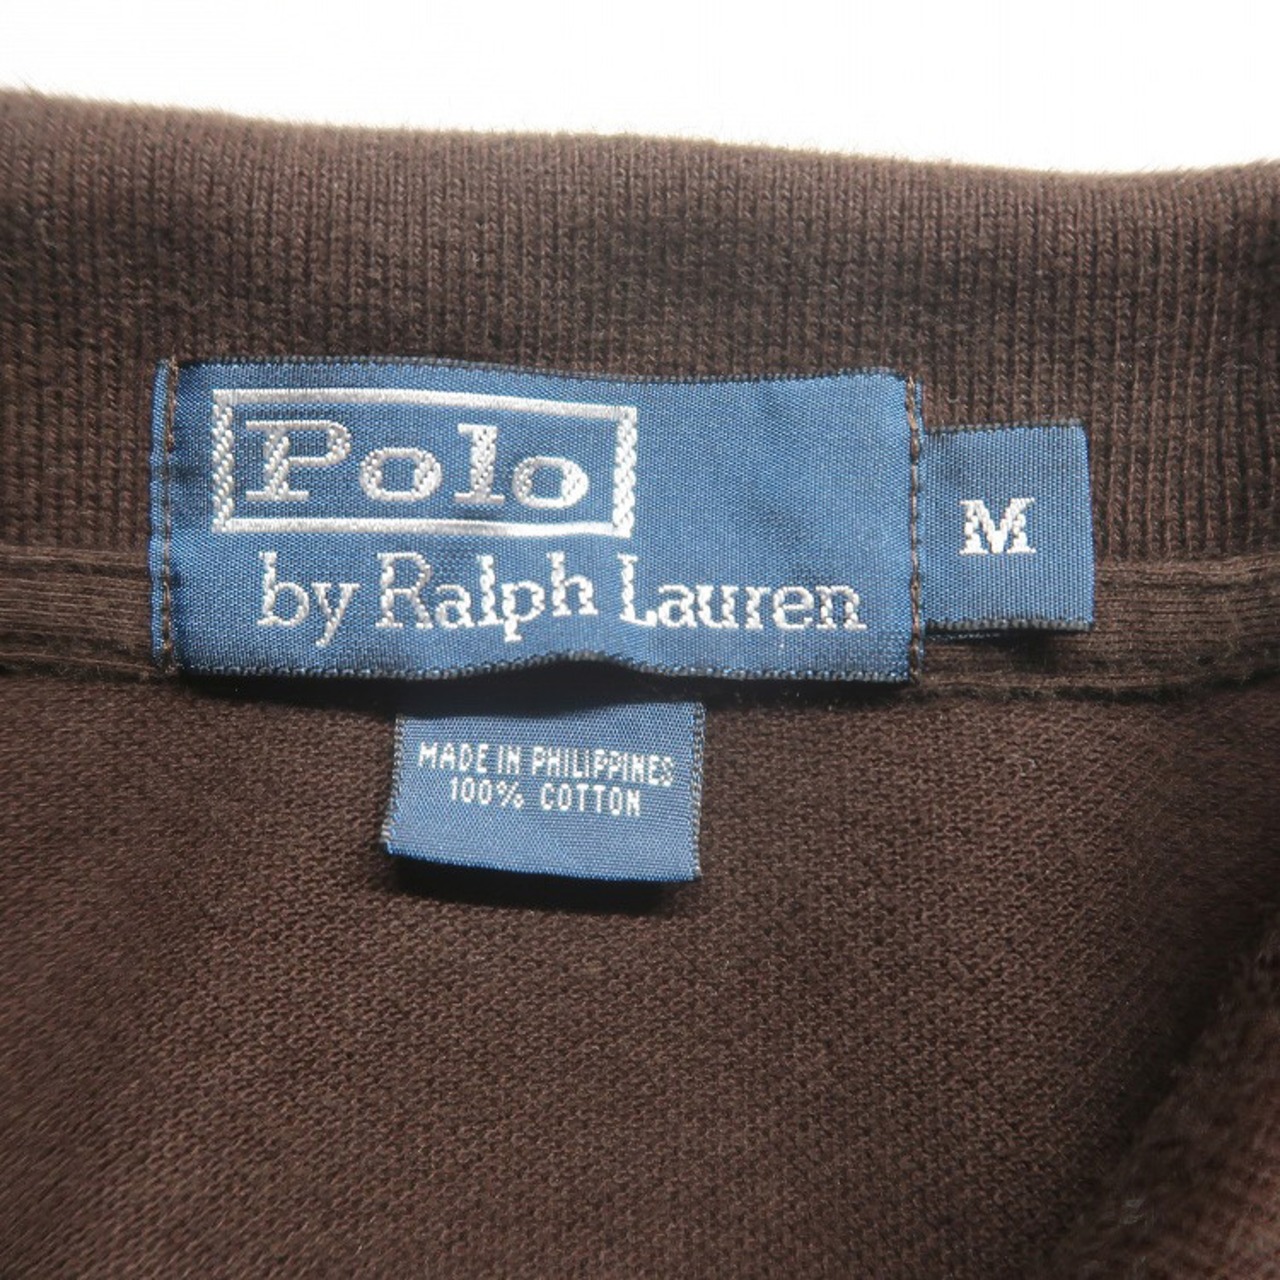 Polo
by Ralph Lauren
M
MADE IN PHILIPPINES
100% COTTON